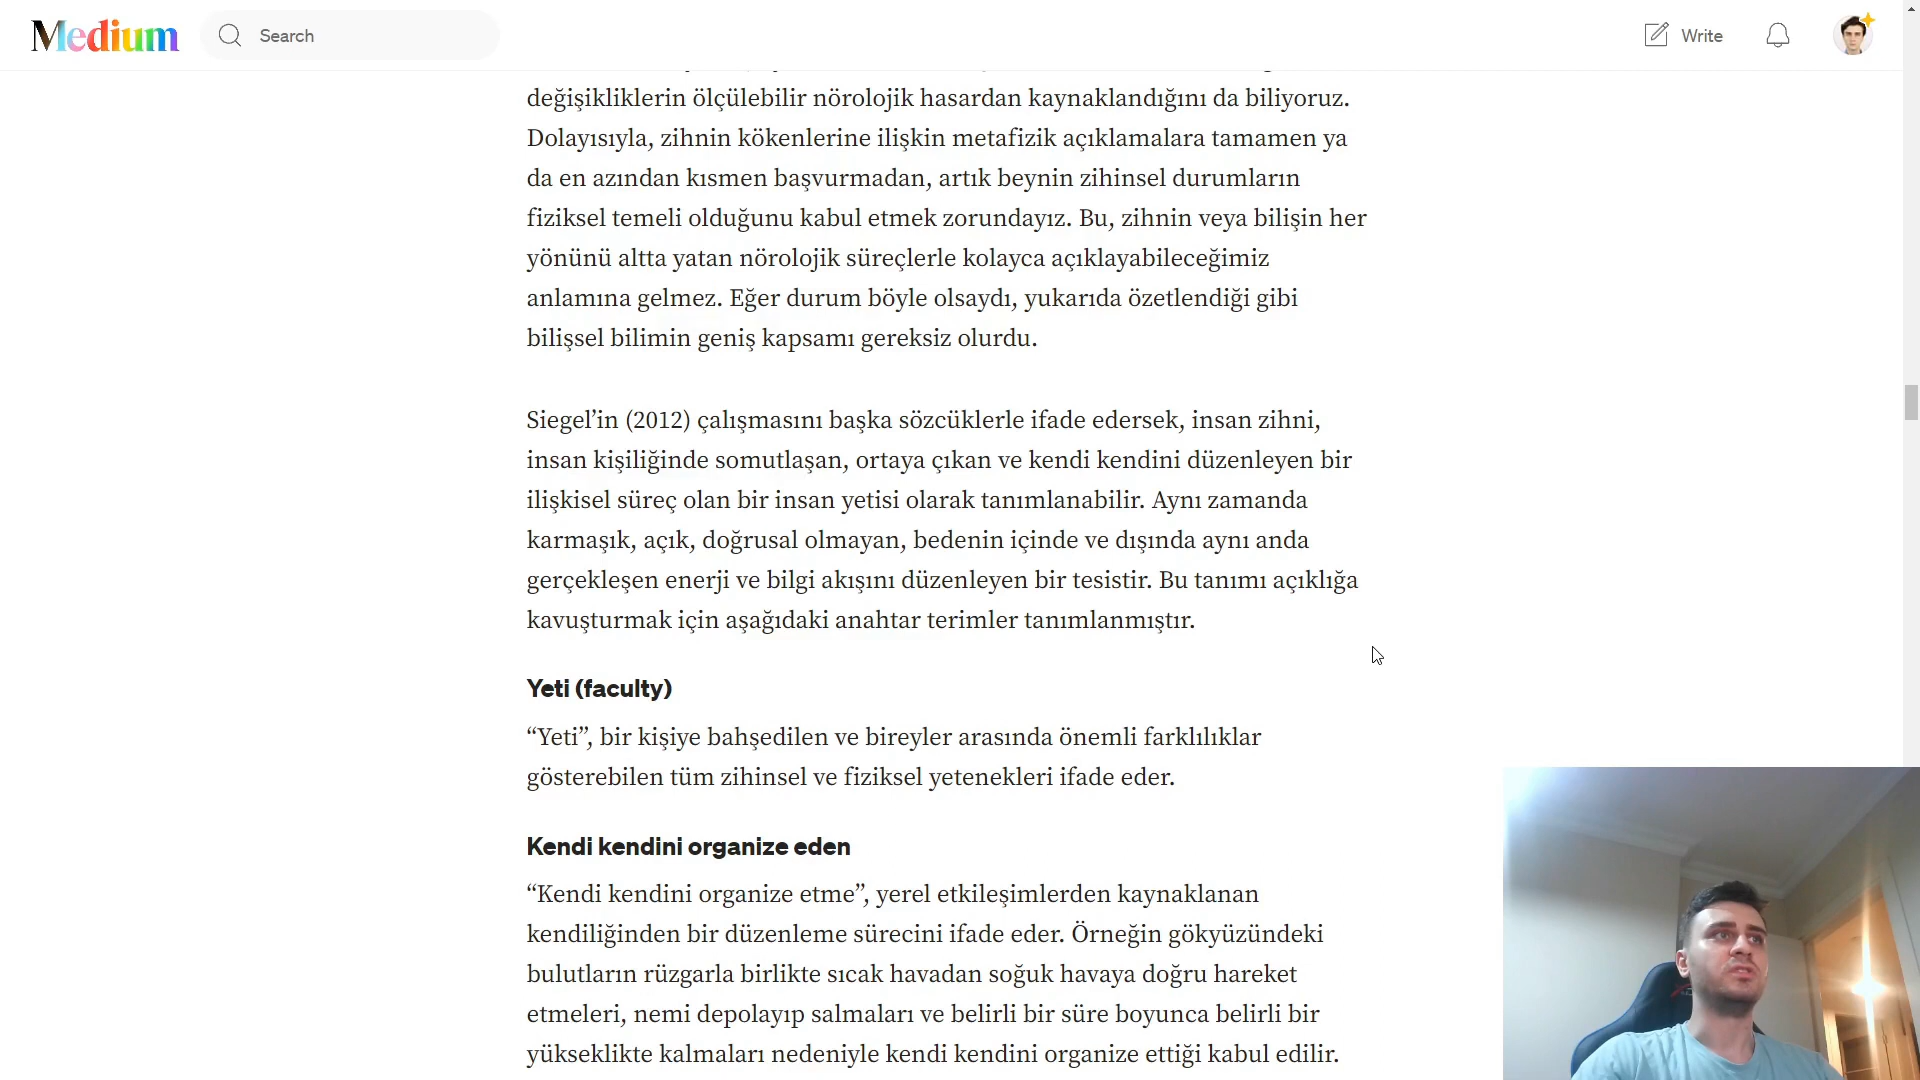 Medium
Search
Write
değişikliklerin ölçülebilir nörolojik hasardan kaynaklandığını da biliyoruz.
Dolayısıyla, zihnin kökenlerine ilişkin metafizik açıklamalara tamamen ya
da en azından kısmen başvurmadan, artık beynin zihinsel durumların
fiziksel temeli olduğunu kabul etmek zorundayız. Bu, zihnin veya bilişin her
yönünü altta yatan nörolojik süreçlerle kolayca açıklayabileceğimiz
anlamına gelmez. Eğer durum böyle olsaydı, yukarıda özetlendiği gibi
bilişsel bilimin geniş kapsamı gereksiz olurdu.
Siegel’in (2012) çalışmasını başka sözcüklerle ifade edersek, insan zihni,
insan kişiliğinde somutlaşan, ortaya çıkan ve kendi kendini düzenleyen bir
ilişkisel süreç olan bir insan yetisi olarak tanımlanabilir. Aynı zamanda
karmaşık, açık, doğrusal olmayan, bedenin içinde ve dışında aynı anda
gerçekleşen enerji ve bilgi akışını düzenleyen bir tesistir. Bu tanımı açıklığa
kavuşturmak için aşağıdaki anahtar terimler tanımlanmıştır.
Yeti (faculty)
“Yeti”, bir kişiye bahşedilen ve bireyler arasında önemli farklılıklar
gösterebilen tüm zihinsel ve fiziksel yetenekleri ifade eder.
Kendi kendini organize eden
“Kendi kendini organize etme”, yerel etkileşimlerden kaynaklanan
kendiliğinden bir düzenleme sürecini ifade eder. Örneğin gökyüzündeki
bulutların rüzgarla birlikte sıcak havadan soğuk havaya doğru hareket
etmeleri, nemi depolayıp salmaları ve belirli bir süre boyunca belirli bir
yükseklikte kalmaları nedeniyle kendi kendini organize ettiği kabul edilir.